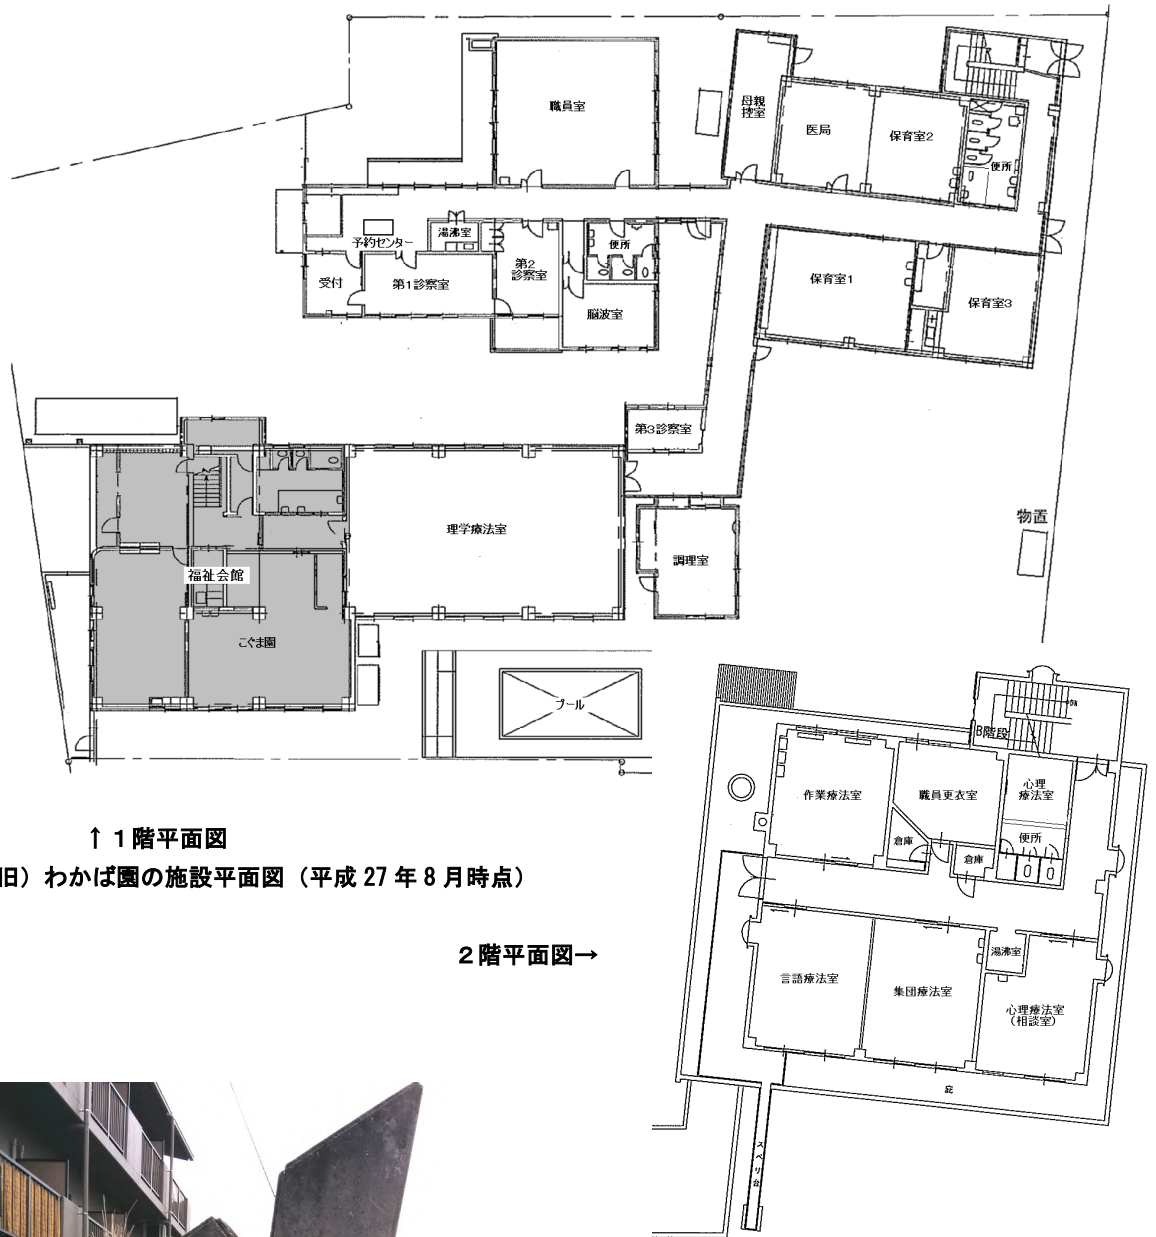 職員室
母親
控室
医局
保育室2
便所
予約センター
湯沸室
第2
診察室
便所
受付
第1診察室
脳波室
保育室1
保育室3
第3診察室
理学療法室
調理室
物置
福祉会館
こぐま園
プール
↑1階平面図
旧）わかば園の施設平面図（平成27年8月時点）
2階平面図→
B階段
DN
作業療法室
職員更衣室
心理
療法室
倉庫
倉庫
便所
言語療法室
集団療法室
湯沸室
心理療法室
(相談室)
庇
スベリ台